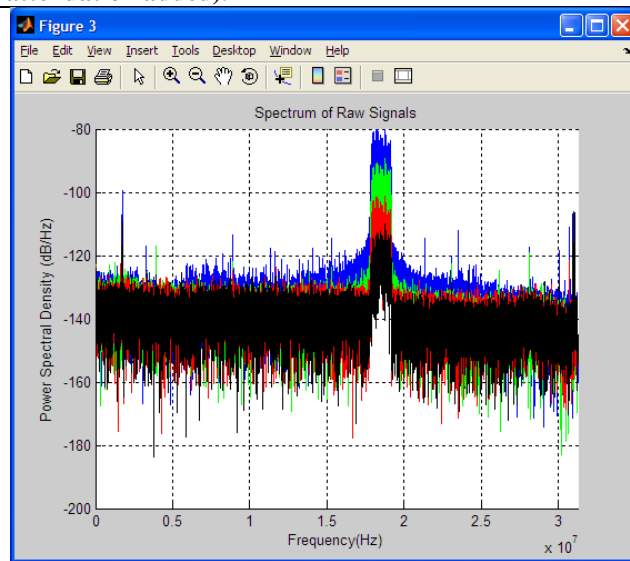 Figure 3
File Edit View Insert Tools Desktop Window Help
Spectrum of Raw Signals
Power Spectral Density (dB/Hz)
-80
-100
-120
-140
-160
-180
-200
0 0.5 1 1.5 2 2.5 3
x 10^7
Frequency(Hz)